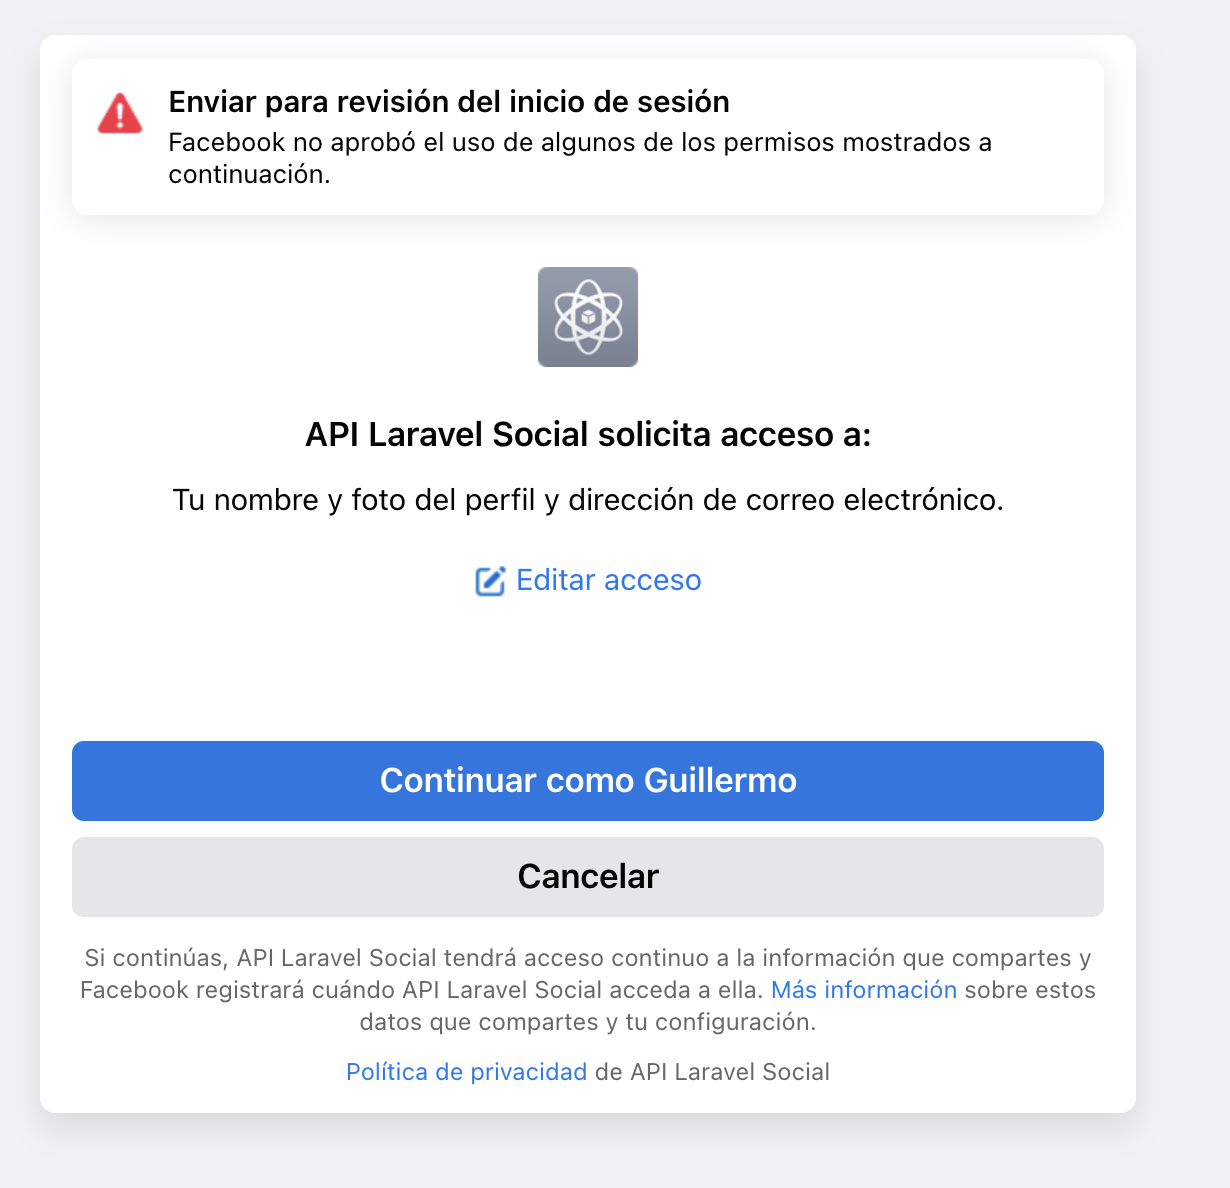 Enviar para revisión del inicio de sesión
Facebook no aprobó el uso de algunos de los permisos mostrados a
continuación.
API Laravel Social solicita acceso a:
Tu nombre y foto del perfil y dirección de correo electrónico.
Editar acceso
Continuar como Guillermo
Cancelar
Si continúas, API Laravel Social tendrá acceso continuo a la información que compartes y
Facebook registrará cuándo API Laravel Social acceda a ella. Más información sobre estos
datos que compartes y tu configuración.
Política de privacidad de API Laravel Social